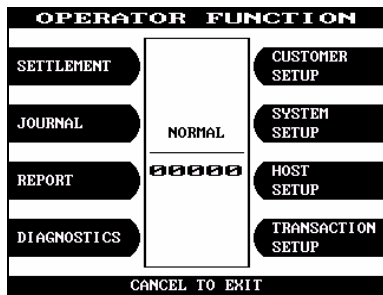 OPERATOR FUNCTION
SETTLEMENT
CUSTOMER
SETUP
JOURNAL
SYSTEM
SETUP
NORMAL
00000
REPORT
HOST
SETUP
DIAGNOSTICS
TRANSACTION
SETUP
CANCEL TO EXIT